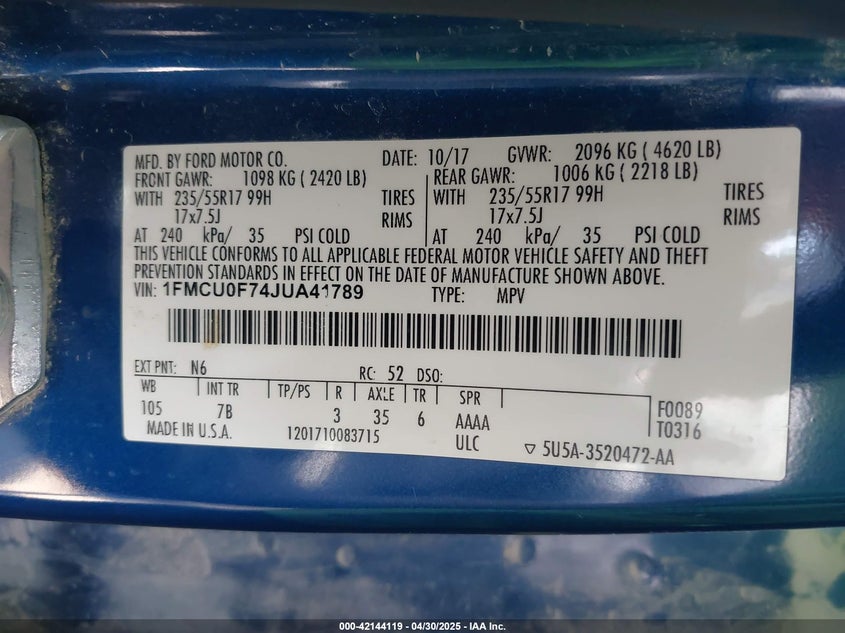 MFD. BY FORD MOTOR CO. DATE: 10/17 GVWR: 2096 KG ( 4620 LB)
FRONT GAWR: 1098 KG ( 2420 LB) REAR GAWR: 1006 KG ( 2218 LB)
WITH 235/55R17 99H TIRES WITH 235/55R17 99H TIRES
17x7.5J RIMS 17x7.5J RIMS
AT 240 kPa/ 35 PSI COLD AT 240 kPa/ 35 PSI COLD
THIS VEHICLE CONFORMS TO ALL APPLICABLE FEDERAL MOTOR VEHICLE SAFETY AND THEFT
PREVENTION STANDARDS IN EFFECT ON THE DATE OF MANUFACTURE SHOWN ABOVE.
VIN: 1FMCU0F74JUA41789 TYPE: MPV
EXT PNT: N6 RC: 52 DSO:
WB INT TR TP/PS R AXLE TR SPR
105 7B 3 35 6 AAAA F0089
MADE IN U.S.A. 1201710083715 ULC T0316
▽ 5U5A-3520472-AA
000-42144119 - 04/30/2025 - IAA Inc.